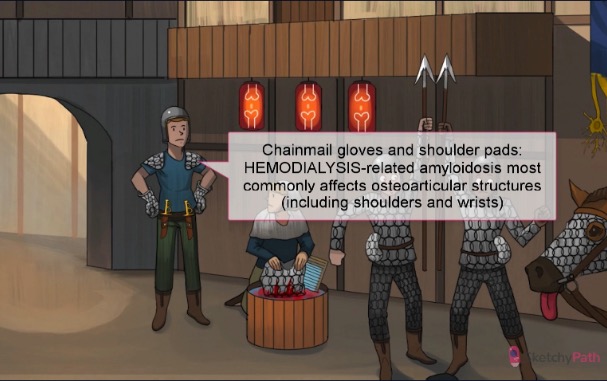 Chainmail gloves and shoulder pads:
HEMODIALYSIS-related amyloidosis most
commonly affects osteoarticular structures
(including shoulders and wrists)
SketchyPath